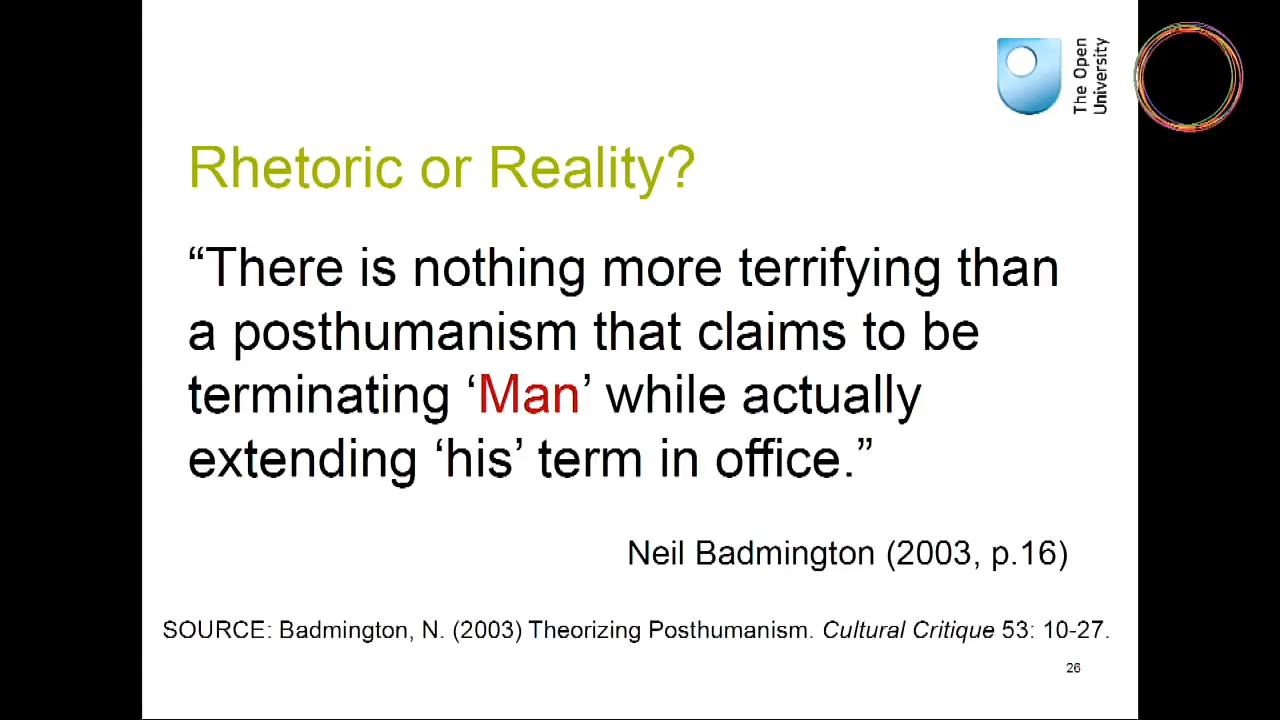 The Open
University
Rhetoric or Reality?
“There is nothing more terrifying than
a posthumanism that claims to be
terminating ‘Man’ while actually
extending ‘his’ term in office.”
Neil Badmington (2003, p.16)
SOURCE: Badmington, N. (2003) Theorizing Posthumanism. Cultural Critique 53: 10-27.
26